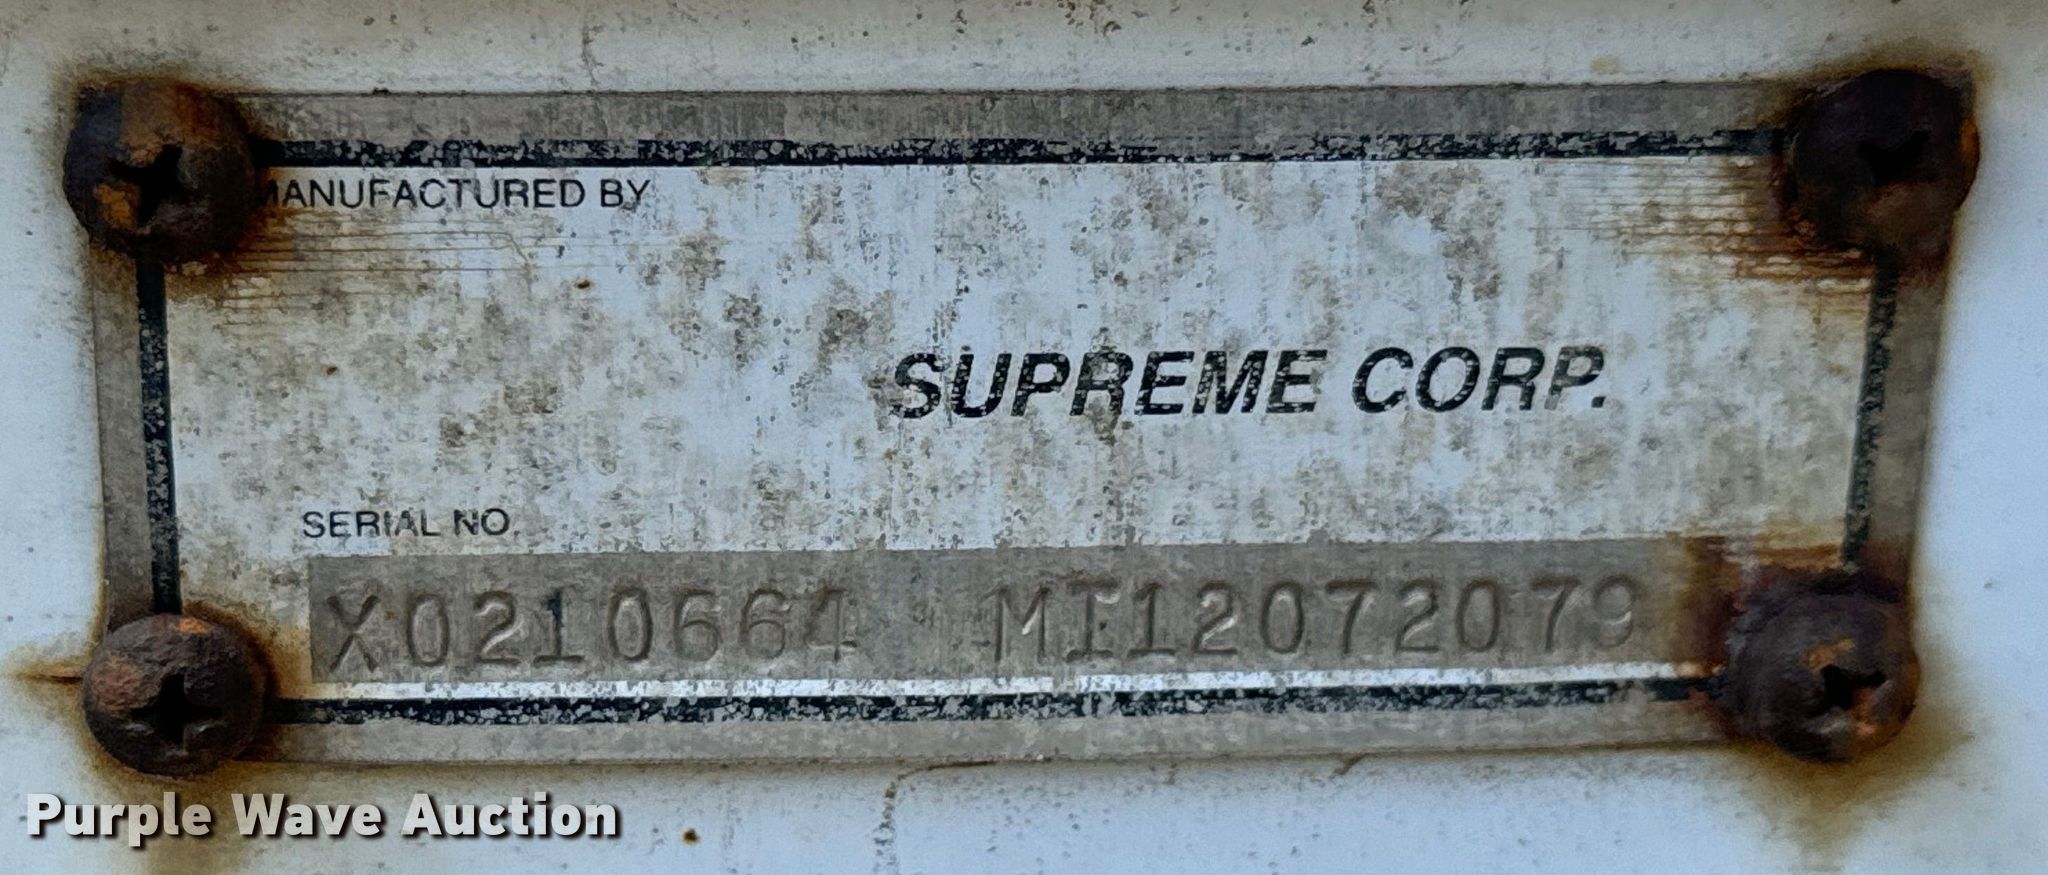 MANUFACTURED BY
SUPREME CORP.
SERIAL NO.
X0210664 MI12072079
Purple Wave Auction